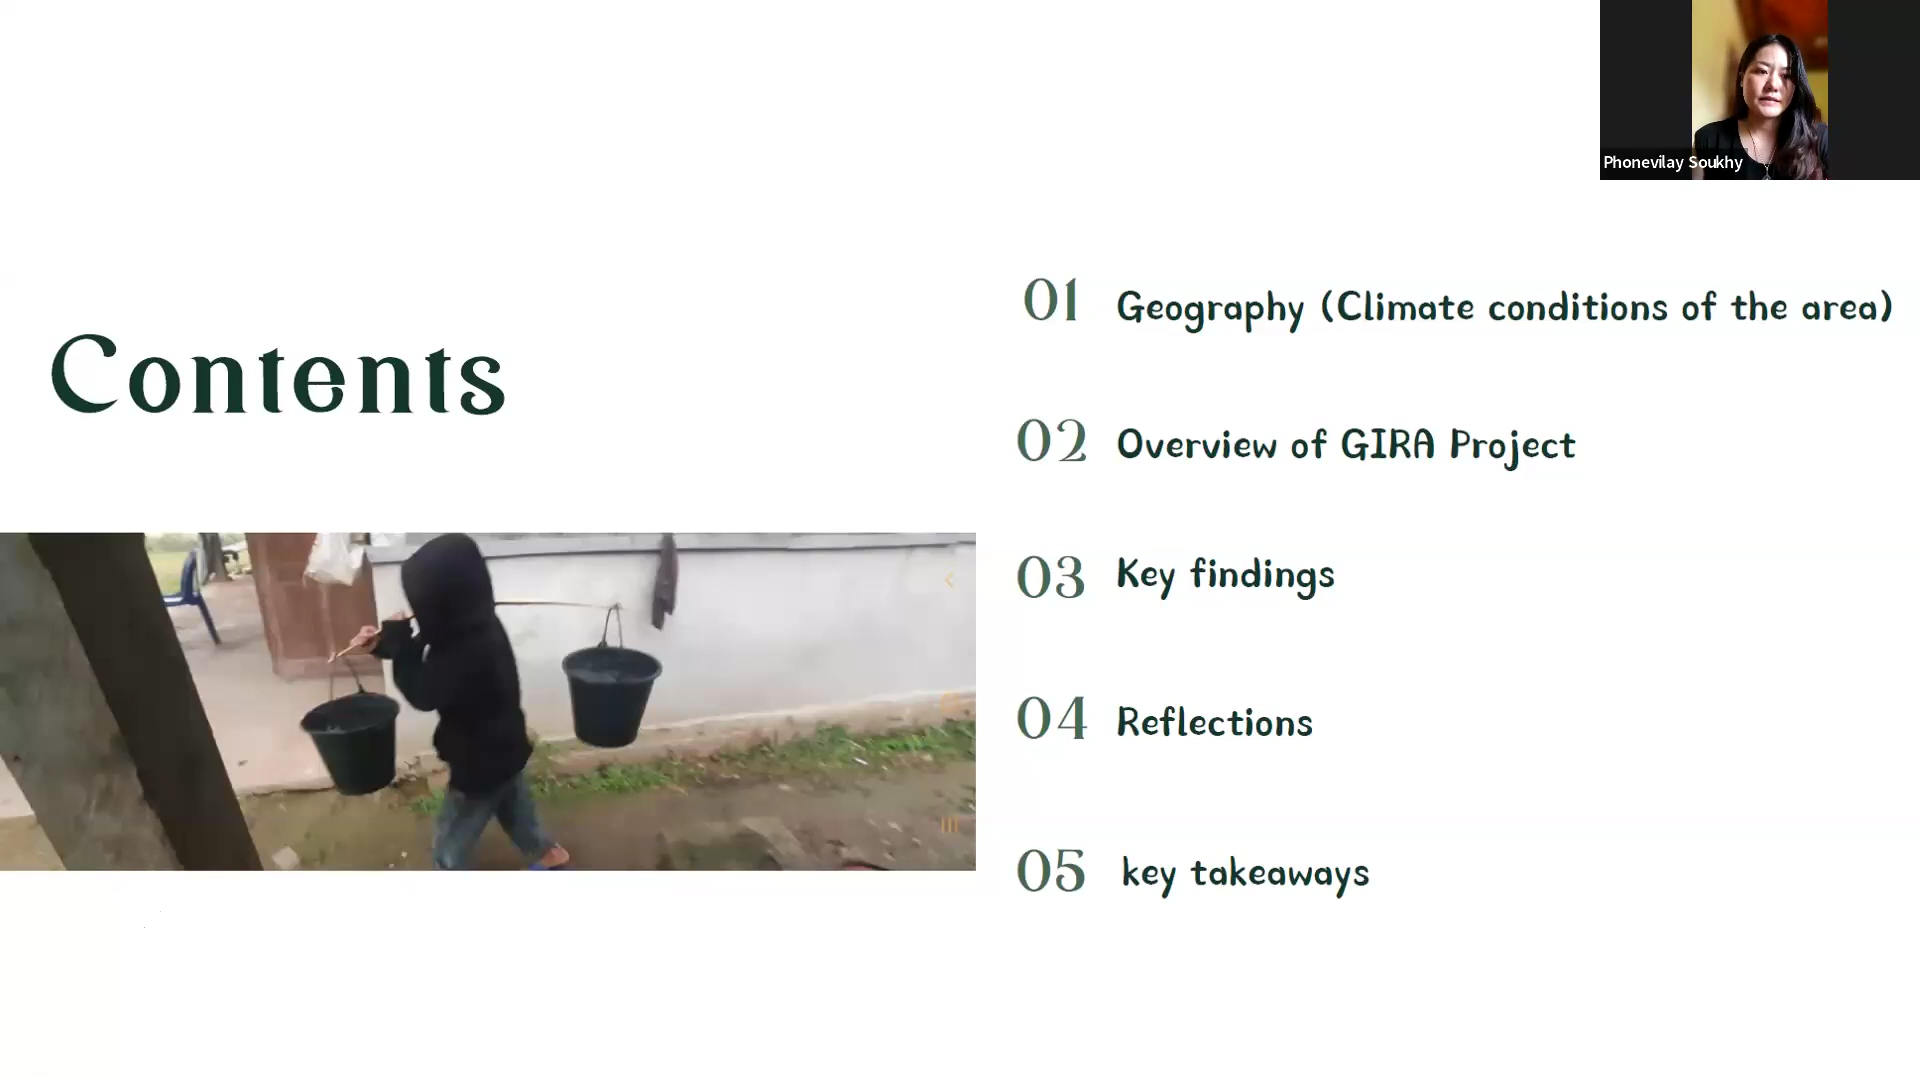 Phonevilay Soukhy
Contents
01 Geography (Climate conditions of the area)
02 Overview of GIRA Project
03 Key findings
04 Reflections
05 key takeaways